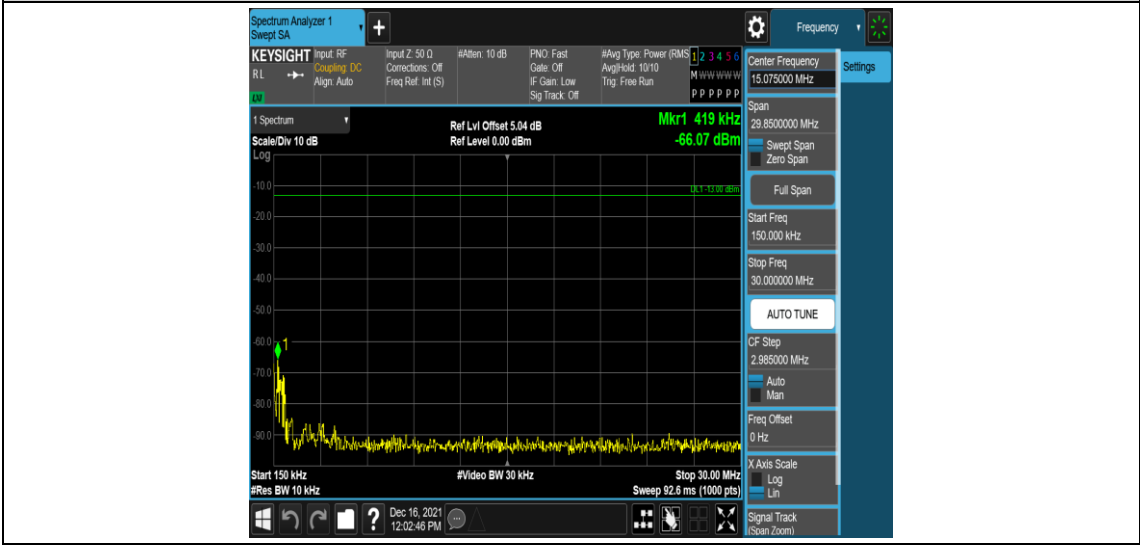 Spectrum Analyzer 1
Swept SA
+
Frequency
KEYSIGHT
RL
LM
Input: RF
Coupling: DC
Align: Auto
Input Z: 50 Ω
Corrections: Off
Freq Ref: Int (S)
#Atten: 10 dB
PNO: Fast
Gate: Off
IF Gain: Low
Sig Track: Off
#Avg Type: Power (RMS
Avg|Hold: 10/10
Trig: Free Run
1 2 3 4 5 6
M W W W W W
P P P P P P
1 Spectrum
Scale/Div 10 dB
Log
Ref Lvl Offset 5.04 dB
Ref Level 0.00 dBm
Mkr1 419 kHz
-66.07 dBm
DL1 -13.00 dBm
-10.0
-20.0
-30.0
-40.0
-50.0
-60.0
1
-70.0
-80.0
-90.0
Start 150 kHz
#Res BW 10 kHz
#Video BW 30 kHz
Stop 30.00 MHz
Sweep 92.6 ms (1000 pts)
Center Frequency
15.075000 MHz
Settings
Span
29.8500000 MHz
Swept Span
Zero Span
Full Span
Start Freq
150.000 kHz
Stop Freq
30.000000 MHz
AUTO TUNE
CF Step
2.985000 MHz
Auto
Man
Freq Offset
0 Hz
X Axis Scale
Log
Lin
Signal Track
(Span Zoom)
?
Dec 16, 2021
12:02:46 PM